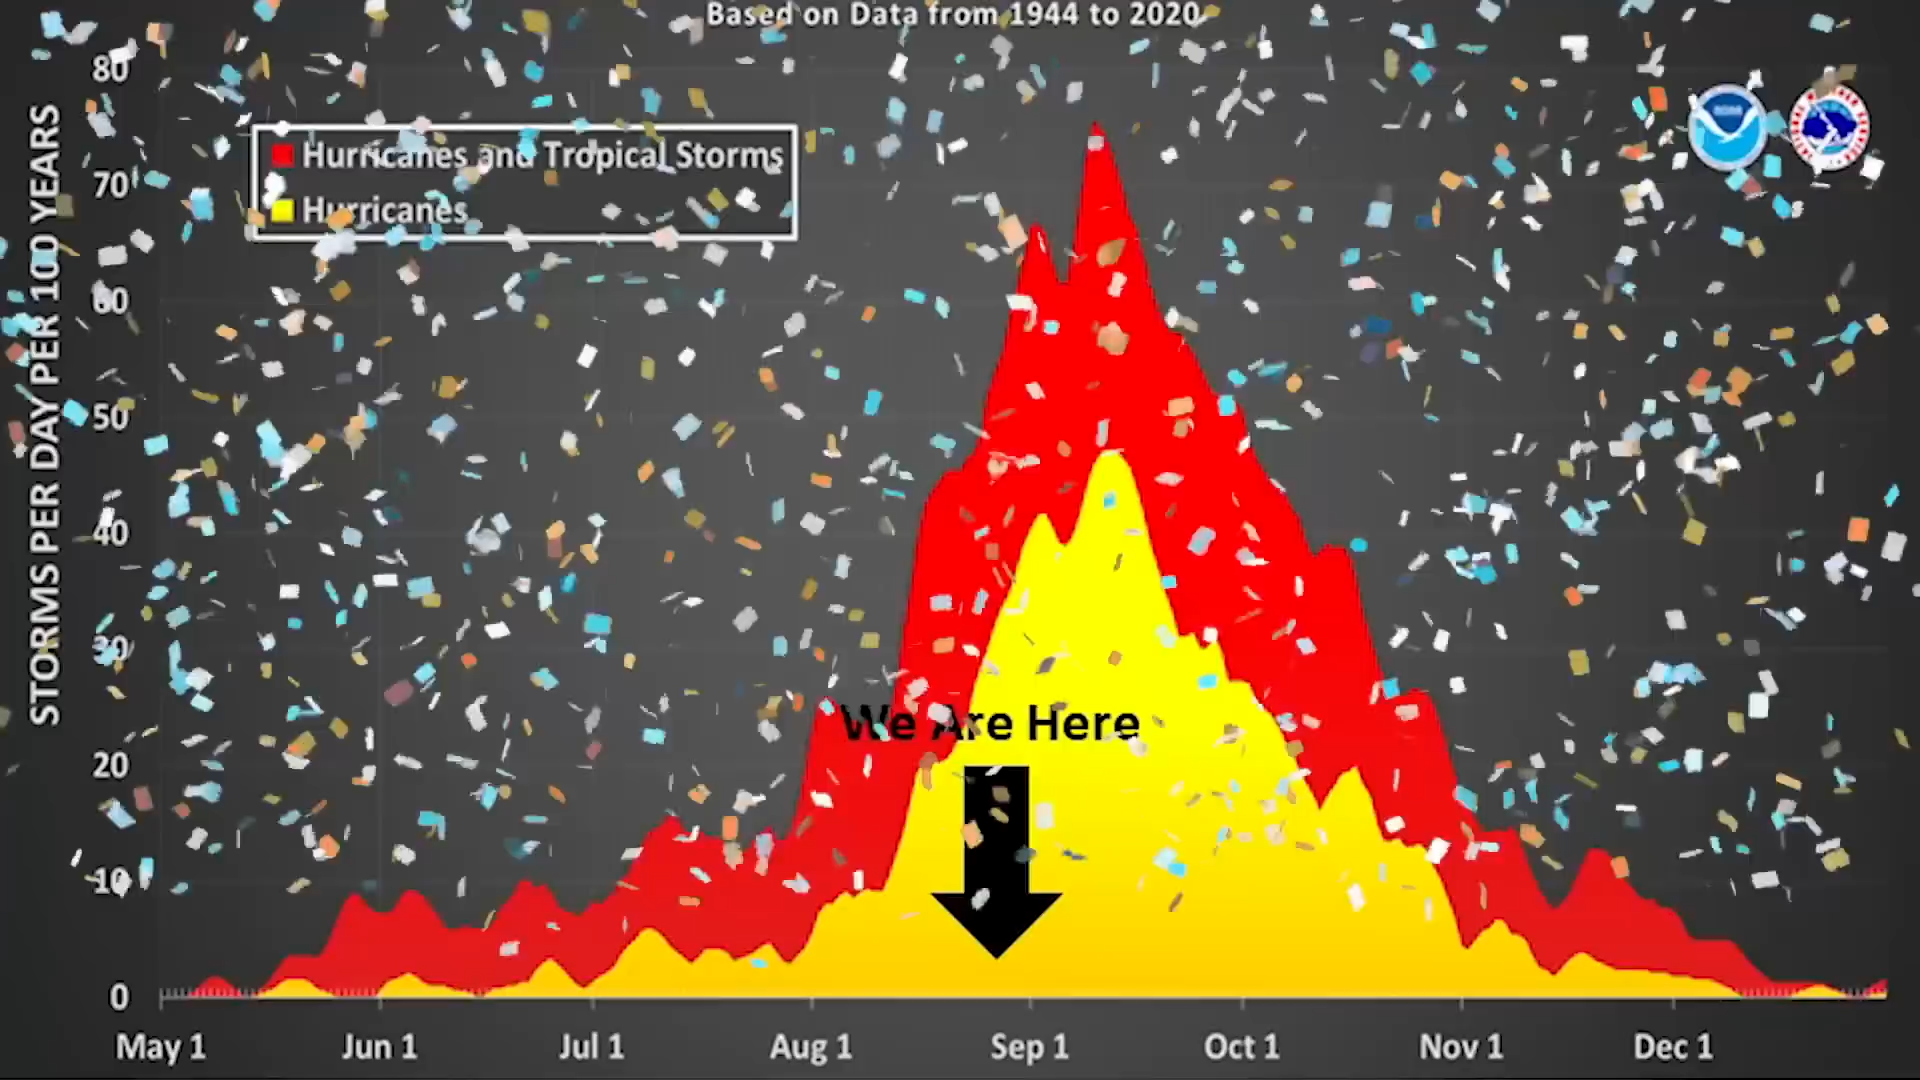 Based on Data from 1944 to 2020
STORMS PER DAY PER 100 YEARS
80
70
60
50
40
30
20
10
0
Hurricanes and Tropical Storms
Hurricanes
NOAA
We Are Here
May 1
Jun 1
Jul 1
Aug 1
Sep 1
Oct 1
Nov 1
Dec 1